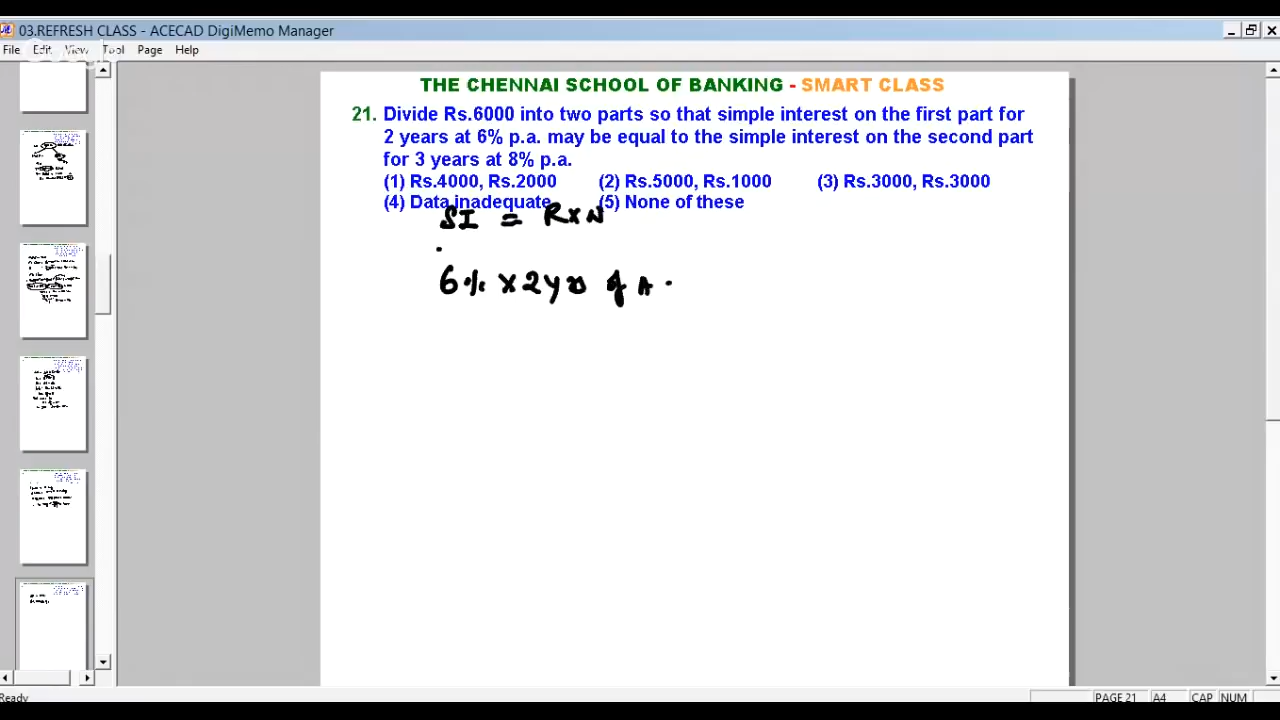 03.REFRESH CLASS - ACECAD DigiMemo Manager
File Edit View Tool Page Help
THE CHENNAI SCHOOL OF BANKING - SMART CLASS
21. Divide Rs.6000 into two parts so that simple interest on the first part for
2 years at 6% p.a. may be equal to the simple interest on the second part
for 3 years at 8% p.a.
(1) Rs.4000, Rs.2000 (2) Rs.5000, Rs.1000 (3) Rs.3000, Rs.3000
(4) Data inadequate (5) None of these
SI = R×N
6% × 2 yrs of A
Ready PAGE 21 A4 CAP NUM